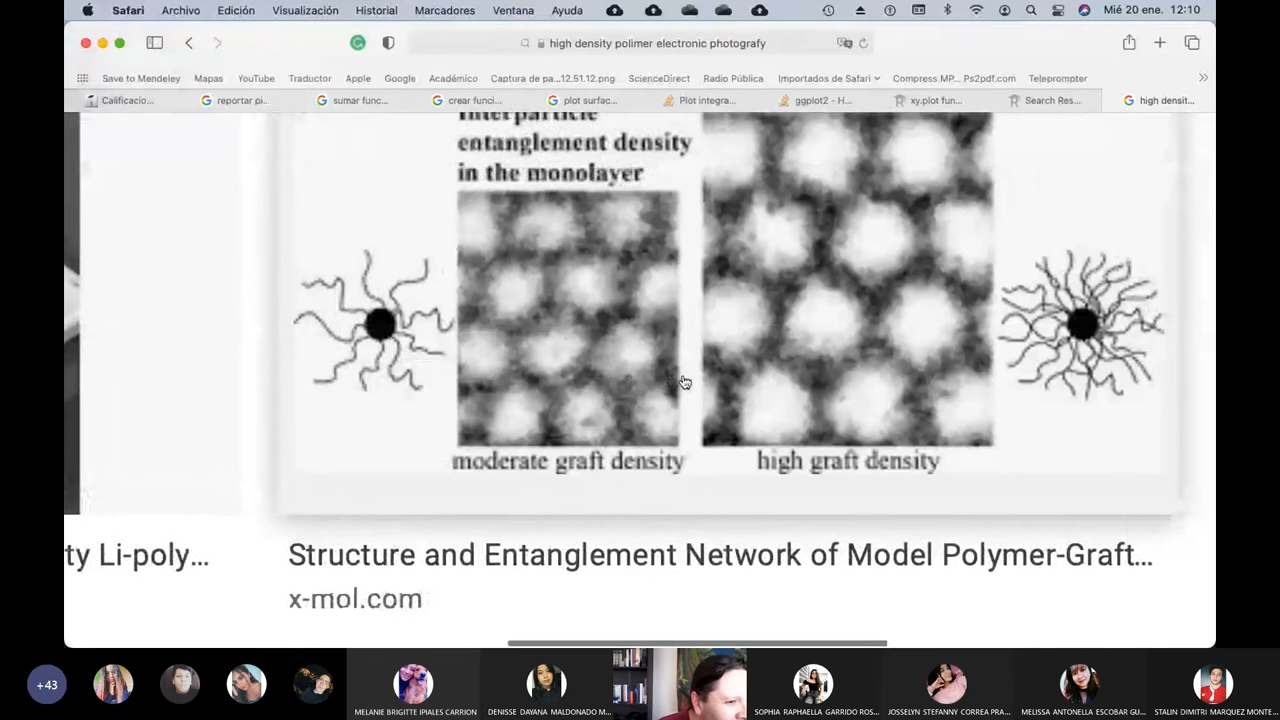 Safari Archivo Edición Visualización Historial Marcadores Ventana Ayuda Mié 20 ene. 12:10
high density polimer electronic photografy
Save to Mendeley Mapas YouTube Traductor Apple Google Académico Captura de pa...12.51.12.png ScienceDirect Radio Pública Importados de Safari Compress.MP... Ps2pdf.com Teleprompter
Calificacio... reportar pi... sumar func... crear funci... plot surfac... Plot integra... ggplot2 - H... xy.plot fun... Search Res... high densit...
Interparticle
entanglement density
in the monolayer
moderate graft density high graft density
ty Li-poly... Structure and Entanglement Network of Model Polymer-Graft...
x-mol.com
+43
MELANIE BRIGITTE IPIALES CARRION DENISSE DAYANA MALDONADO M... SOPHIA RAPHAELLA GARRIDO ROS... JOSSELYN STEFANNY CORREA PRA... MELISSA ANTONELLA ESCOBAR GU... STALIN DIMITRI MARQUEZ MONTE...